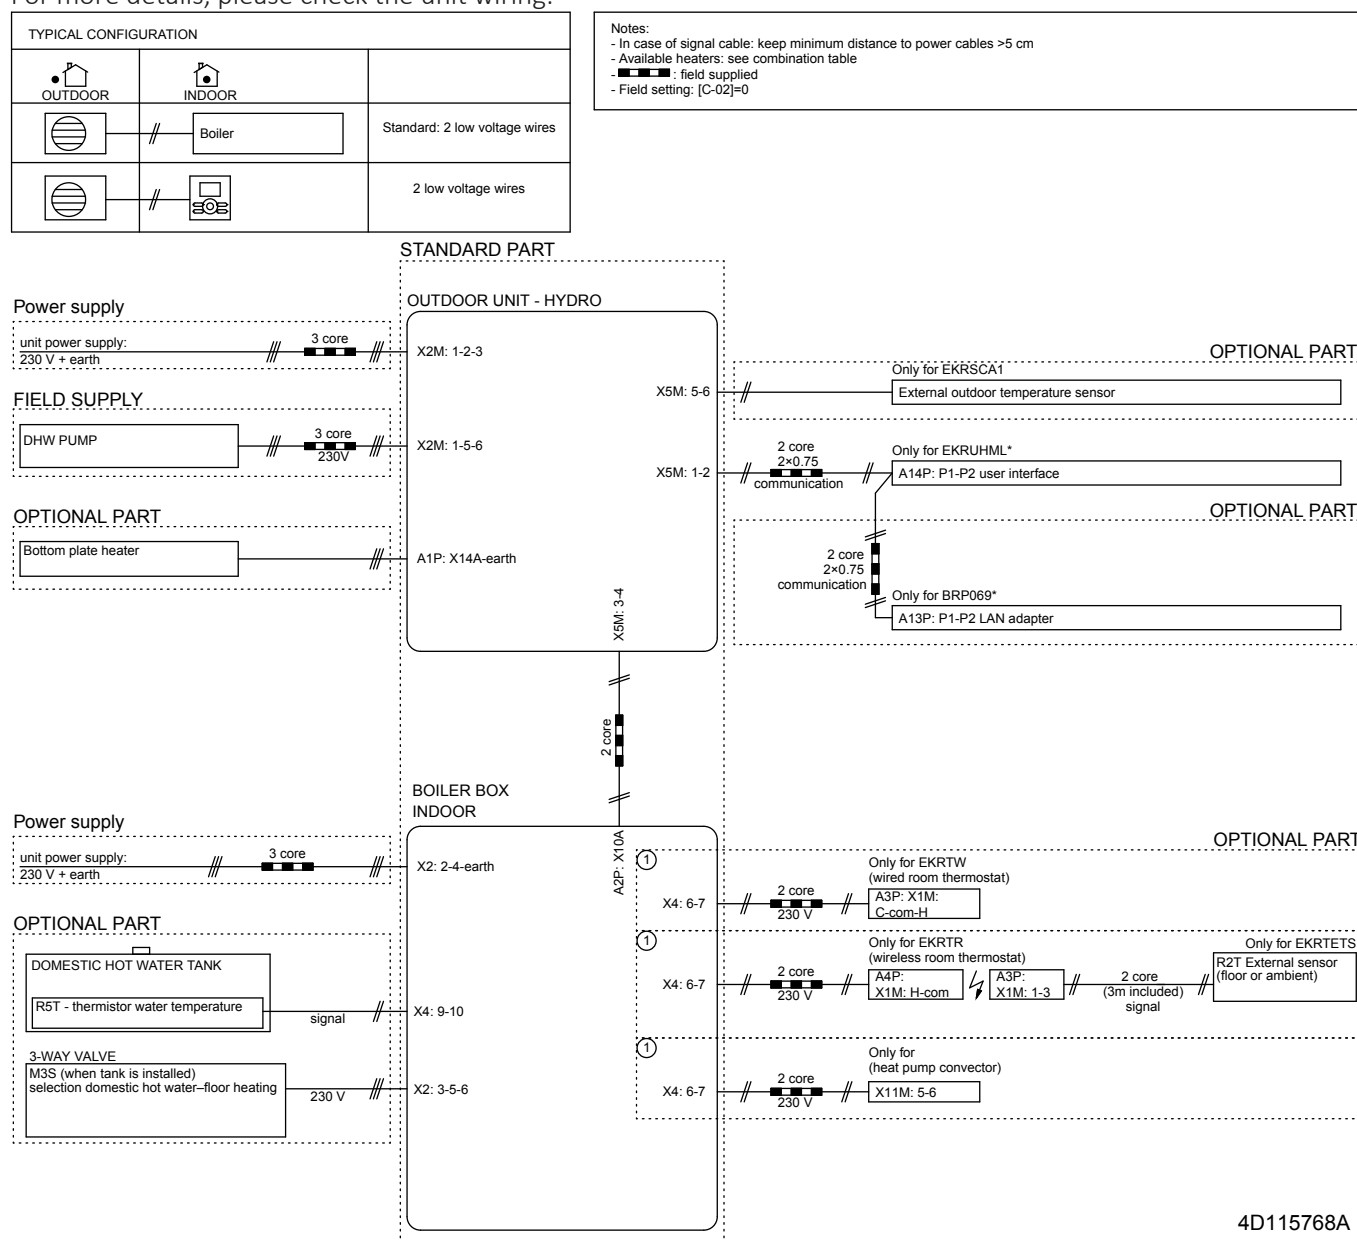 For more details, please check the unit wiring.
TYPICAL CONFIGURATION
OUTDOOR
INDOOR
Boiler
Standard: 2 low voltage wires
2 low voltage wires
Notes:
- In case of signal cable: keep minimum distance to power cables >5 cm
- Available heaters: see combination table
- : field supplied
- Field setting: [C-02]=0
STANDARD PART
Power supply
unit power supply:
230 V + earth
3 core
OUTDOOR UNIT - HYDRO
X2M: 1-2-3
FIELD SUPPLY
DHW PUMP
3 core
230V
X2M: 1-5-6
OPTIONAL PART
Bottom plate heater
A1P: X14A-earth
X5M: 3-4
OPTIONAL PART
X5M: 5-6
Only for EKRSCA1
External outdoor temperature sensor
X5M: 1-2
2 core
2×0.75
communication
Only for EKRUHML*
A14P: P1-P2 user interface
OPTIONAL PART
2 core
2×0.75
communication
Only for BRP069*
A13P: P1-P2 LAN adapter
2 core
BOILER BOX
INDOOR
A2P: X10A
Power supply
unit power supply:
230 V + earth
3 core
X2: 2-4-earth
OPTIONAL PART
DOMESTIC HOT WATER TANK
R5T - thermistor water temperature
signal
X4: 9-10
3-WAY VALVE
M3S (when tank is installed)
selection domestic hot water–floor heating
230 V
X2: 3-5-6
OPTIONAL PART
1
X4: 6-7
2 core
230 V
Only for EKRTW
(wired room thermostat)
A3P: X1M:
C-com-H
1
X4: 6-7
2 core
230 V
Only for EKRTR
(wireless room thermostat)
A4P:
X1M: H-com
A3P:
X1M: 1-3
2 core
(3m included)
signal
Only for EKRTETS
R2T External sensor
(floor or ambient)
1
X4: 6-7
2 core
230 V
Only for
(heat pump convector)
X11M: 5-6
4D115768A